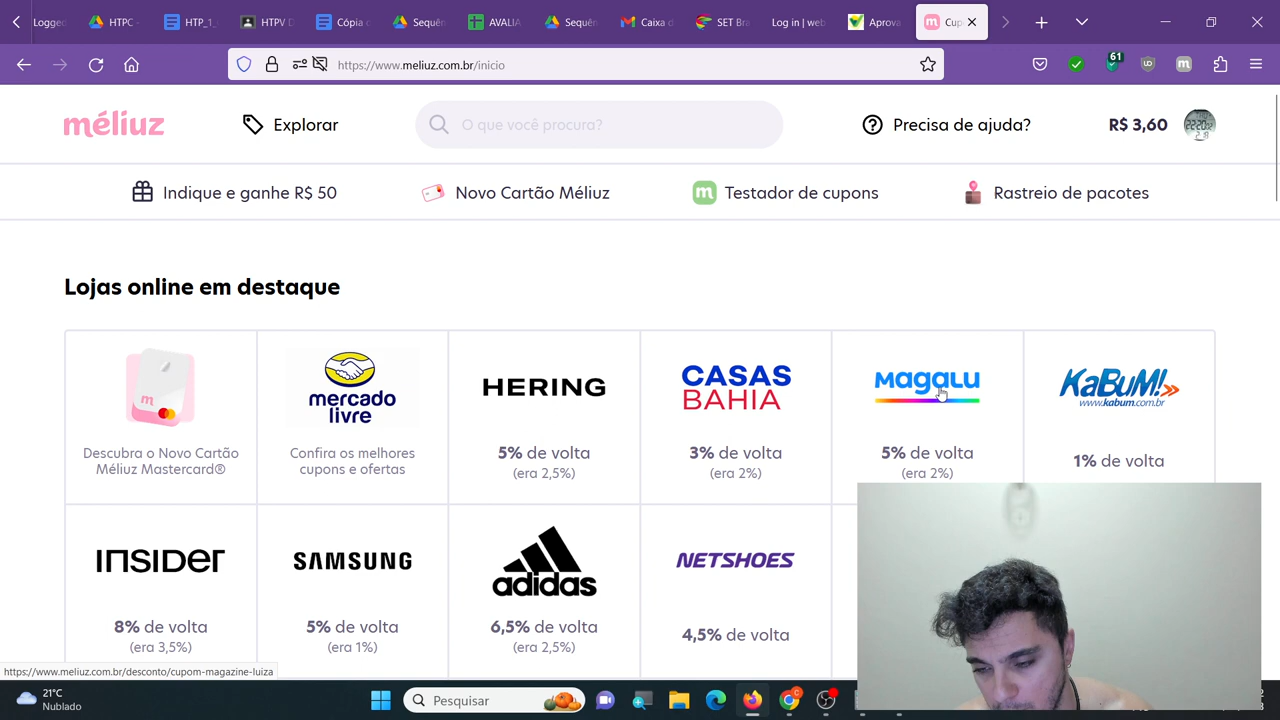 Logged
HTPC -
HTP_1_
HTPV D
Cópia d
Sequên
AVALIA
Sequên
Caixa d
SET Bra
Log in | web
Aprova
Cup
https://www.meliuz.com.br/inicio
61
méliuz
Explorar
O que você procura?
Precisa de ajuda?
R$ 3,60
Indique e ganhe R$ 50
Novo Cartão Méliuz
m Testador de cupons
Rastreio de pacotes
Lojas online em destaque
mercado
livre
HERING
CASAS
BAHIA
Magalu
KaBuM!
www.kabum.com.br
Descubra o Novo Cartão
Méliuz Mastercard®
Confira os melhores
cupons e ofertas
5% de volta
(era 2,5%)
3% de volta
(era 2%)
5% de volta
(era 2%)
1% de volta
INSIDER
SAMSUNG
adidas
NETSHOES
8% de volta
(era 3,5%)
5% de volta
(era 1%)
6,5% de volta
(era 2,5%)
4,5% de volta
https://www.meliuz.com.br/desconto/cupom-magazine-luiza
21°C
Nublado
Pesquisar